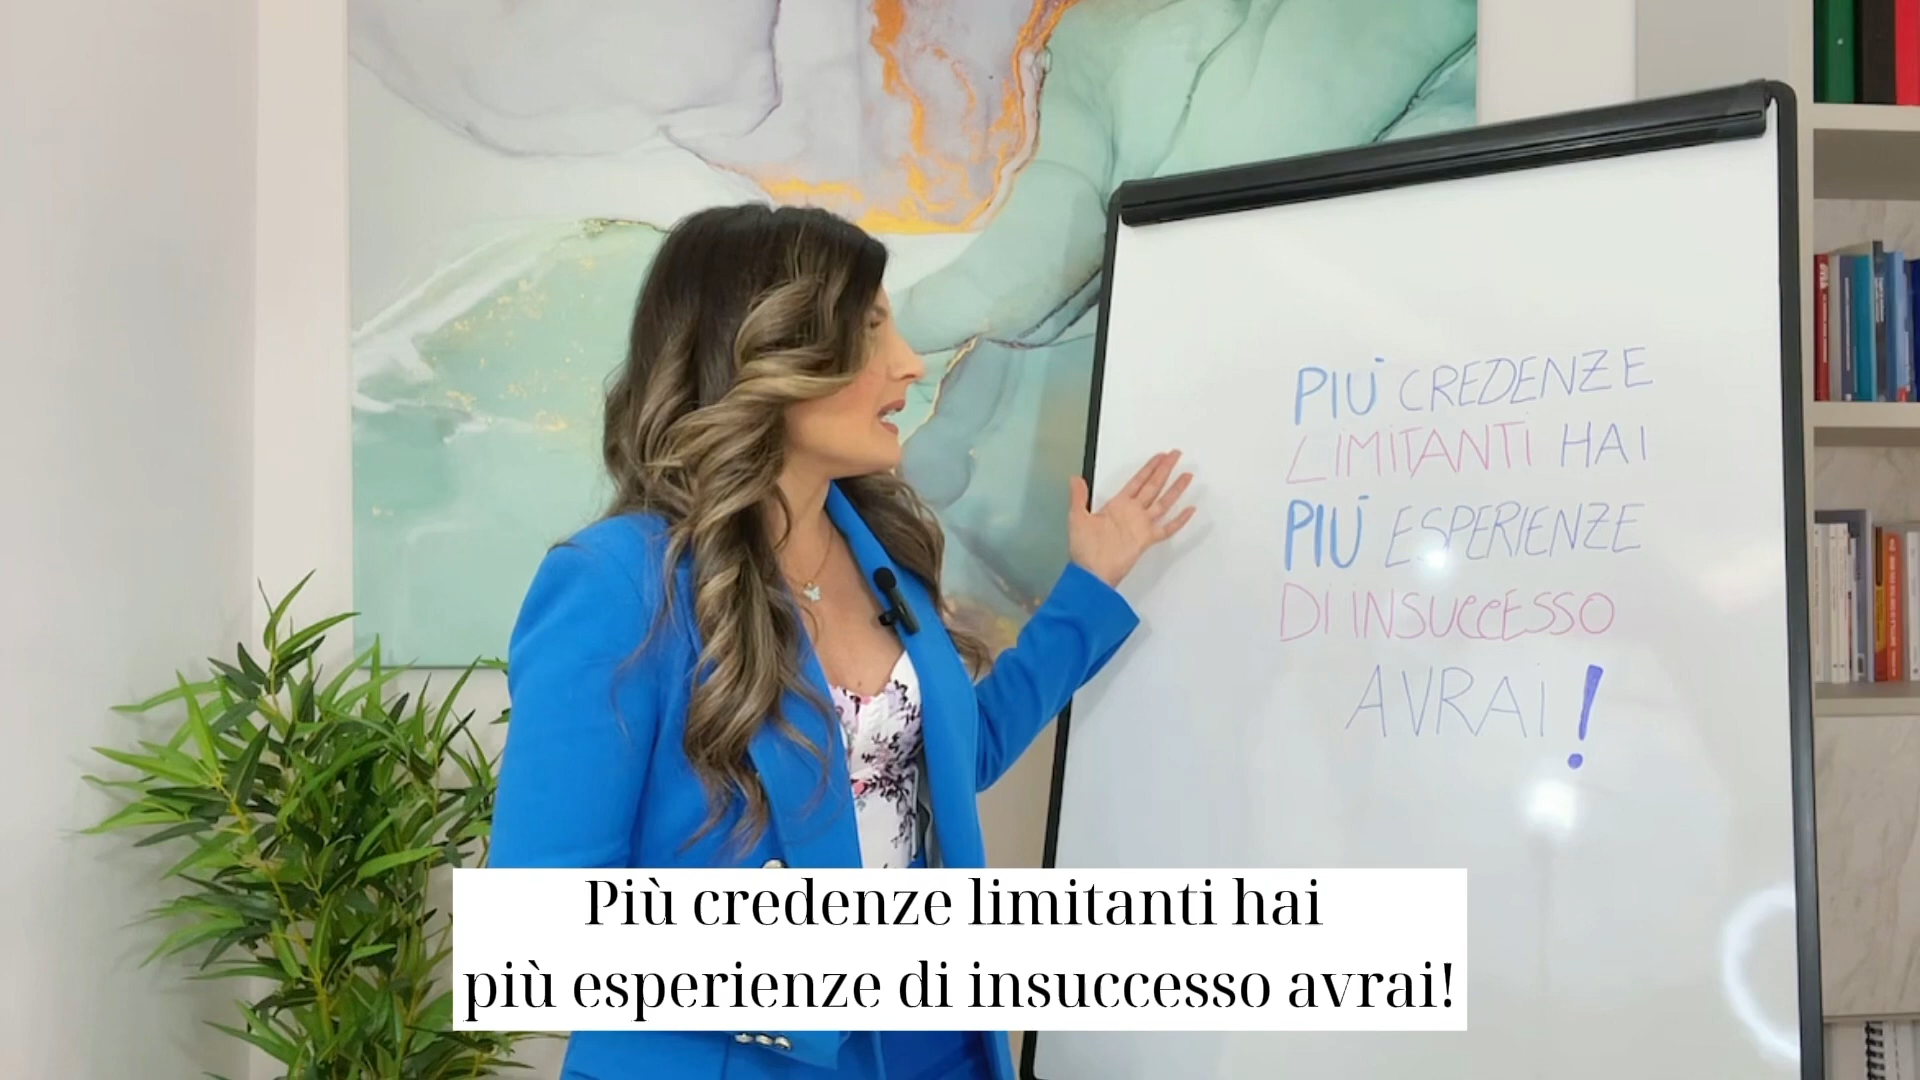 PIÙ CREDENZE
LIMITANTI HAI
PIÙ ESPERIENZE
DI INSUCCESSO
AVRAI!
Più credenze limitanti hai
più esperienze di insuccesso avrai!